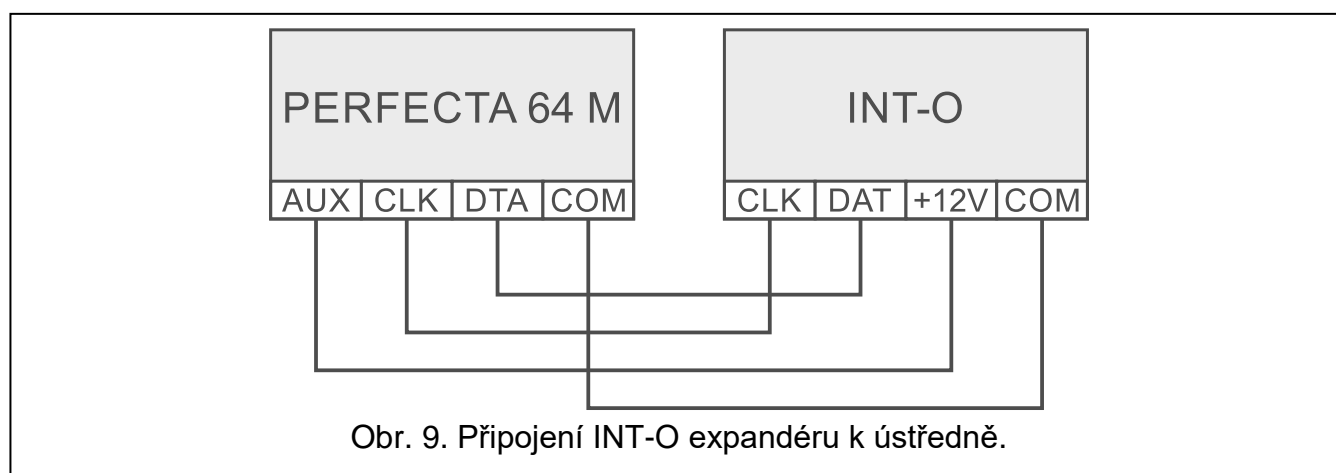 PERFECTA 64 M INT-O
AUX CLK DTA COM CLK DAT +12V COM
Obr. 9. Připojení INT-O expandéru k ústředně.